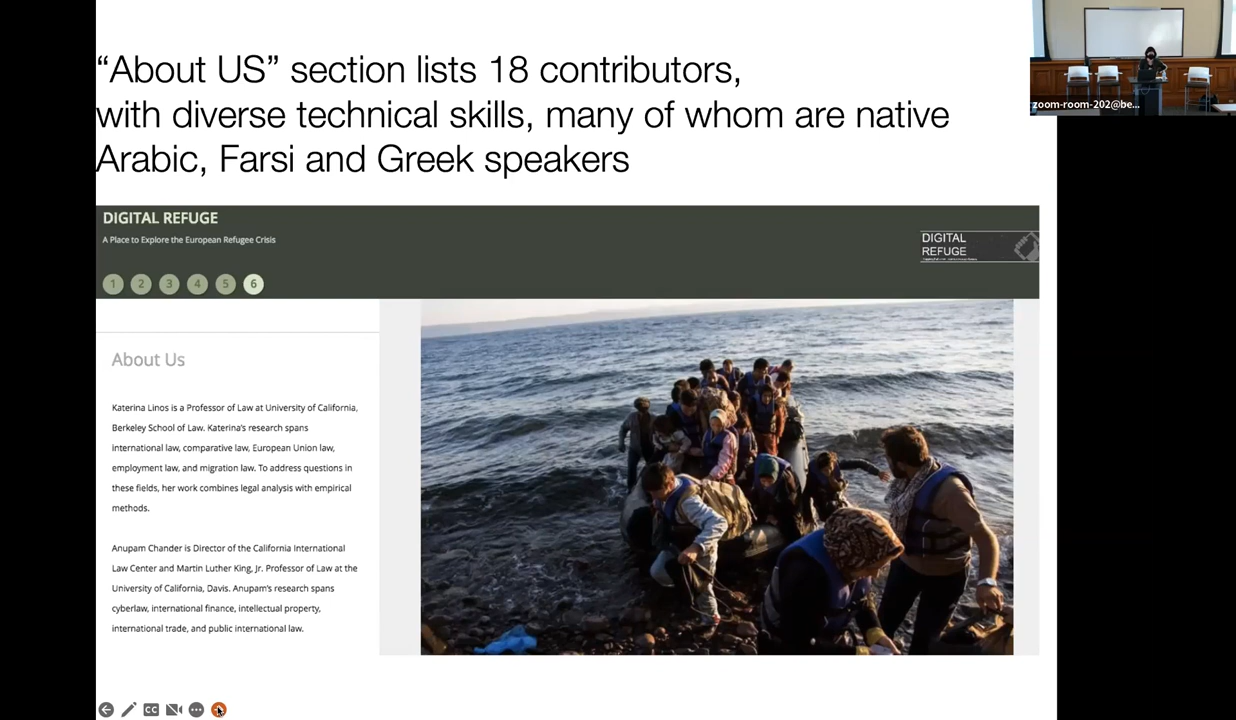 “About US” section lists 18 contributors,
with diverse technical skills, many of whom are native
Arabic, Farsi and Greek speakers
zoom-room-202@be...
DIGITAL REFUGE
A Place to Explore the European Refugee Crisis
DIGITAL
REFUGE
1 2 3 4 5 6
About Us
Katerina Linos is a Professor of Law at University of California,
Berkeley School of Law. Katerina's research spans
international law, comparative law, European Union law,
employment law, and migration law. To address questions in
these fields, her work combines legal analysis with empirical
methods.
Anupam Chander is Director of the California International
Law Center and Martin Luther King, Jr. Professor of Law at the
University of California, Davis. Anupam's research spans
cyberlaw, international finance, intellectual property,
international trade, and public international law.
CC